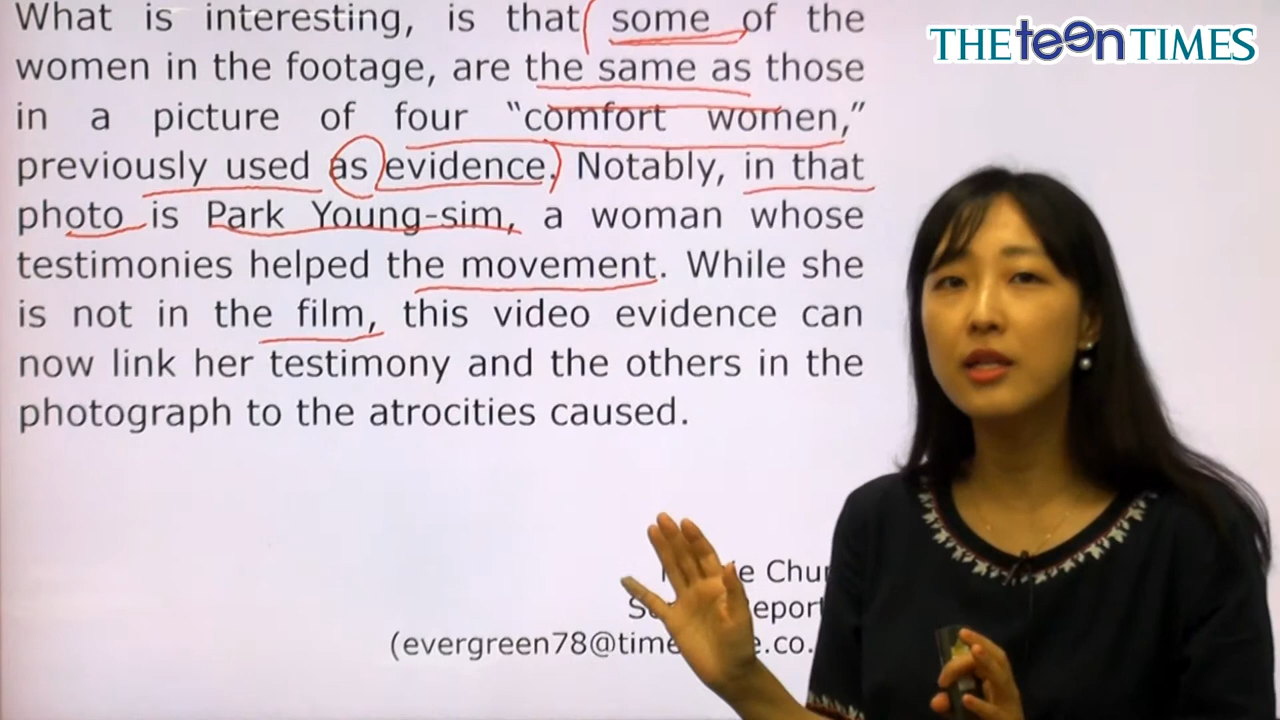 THE teen TIMES
What is interesting, is that some of the
women in the footage, are the same as those
in a picture of four “comfort women,”
previously used as evidence. Notably, in that
photo is Park Young-sim, a woman whose
testimonies helped the movement. While she
is not in the film, this video evidence can
now link her testimony and the others in the
photograph to the atrocities caused.